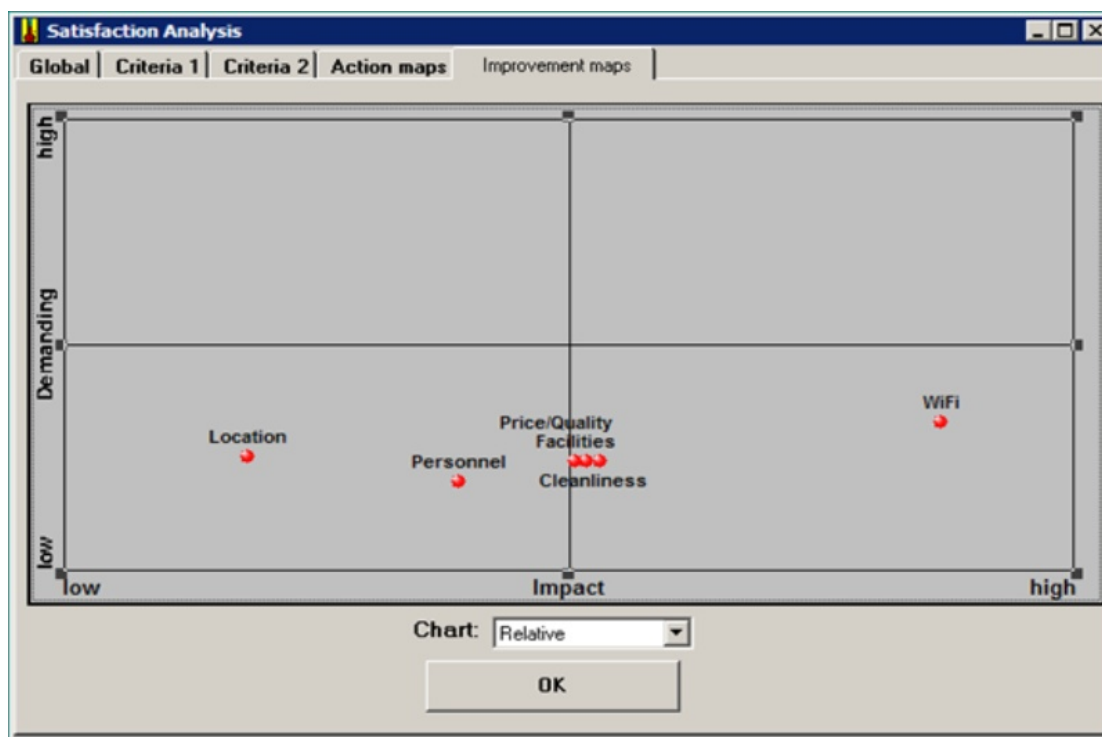 Satisfaction Analysis
Global Criteria 1 Criteria 2 Action maps Improvement maps
high
Demanding
low
WiFi
Price/Quality
Location
Facilities
Personnel
Cleanliness
low Impact high
Chart: Relative
OK